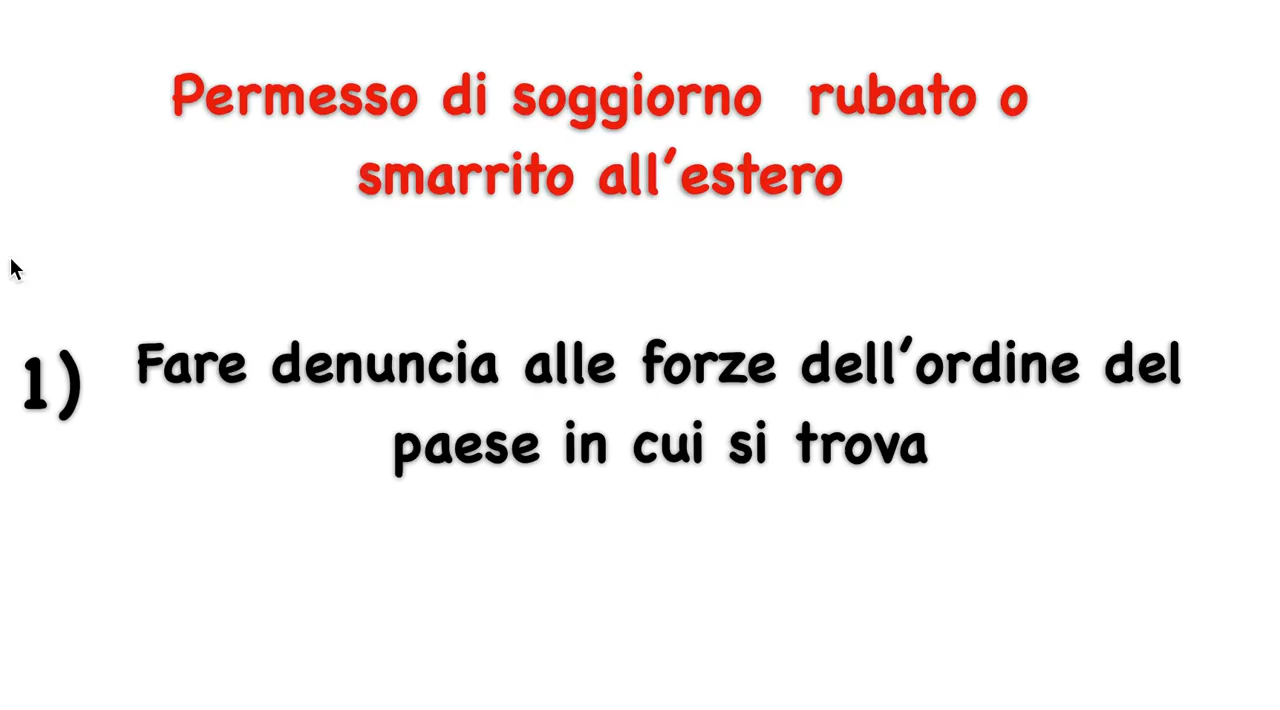 Permesso di soggiorno rubato o
smarrito all'estero
1) Fare denuncia alle forze dell'ordine del
paese in cui si trova